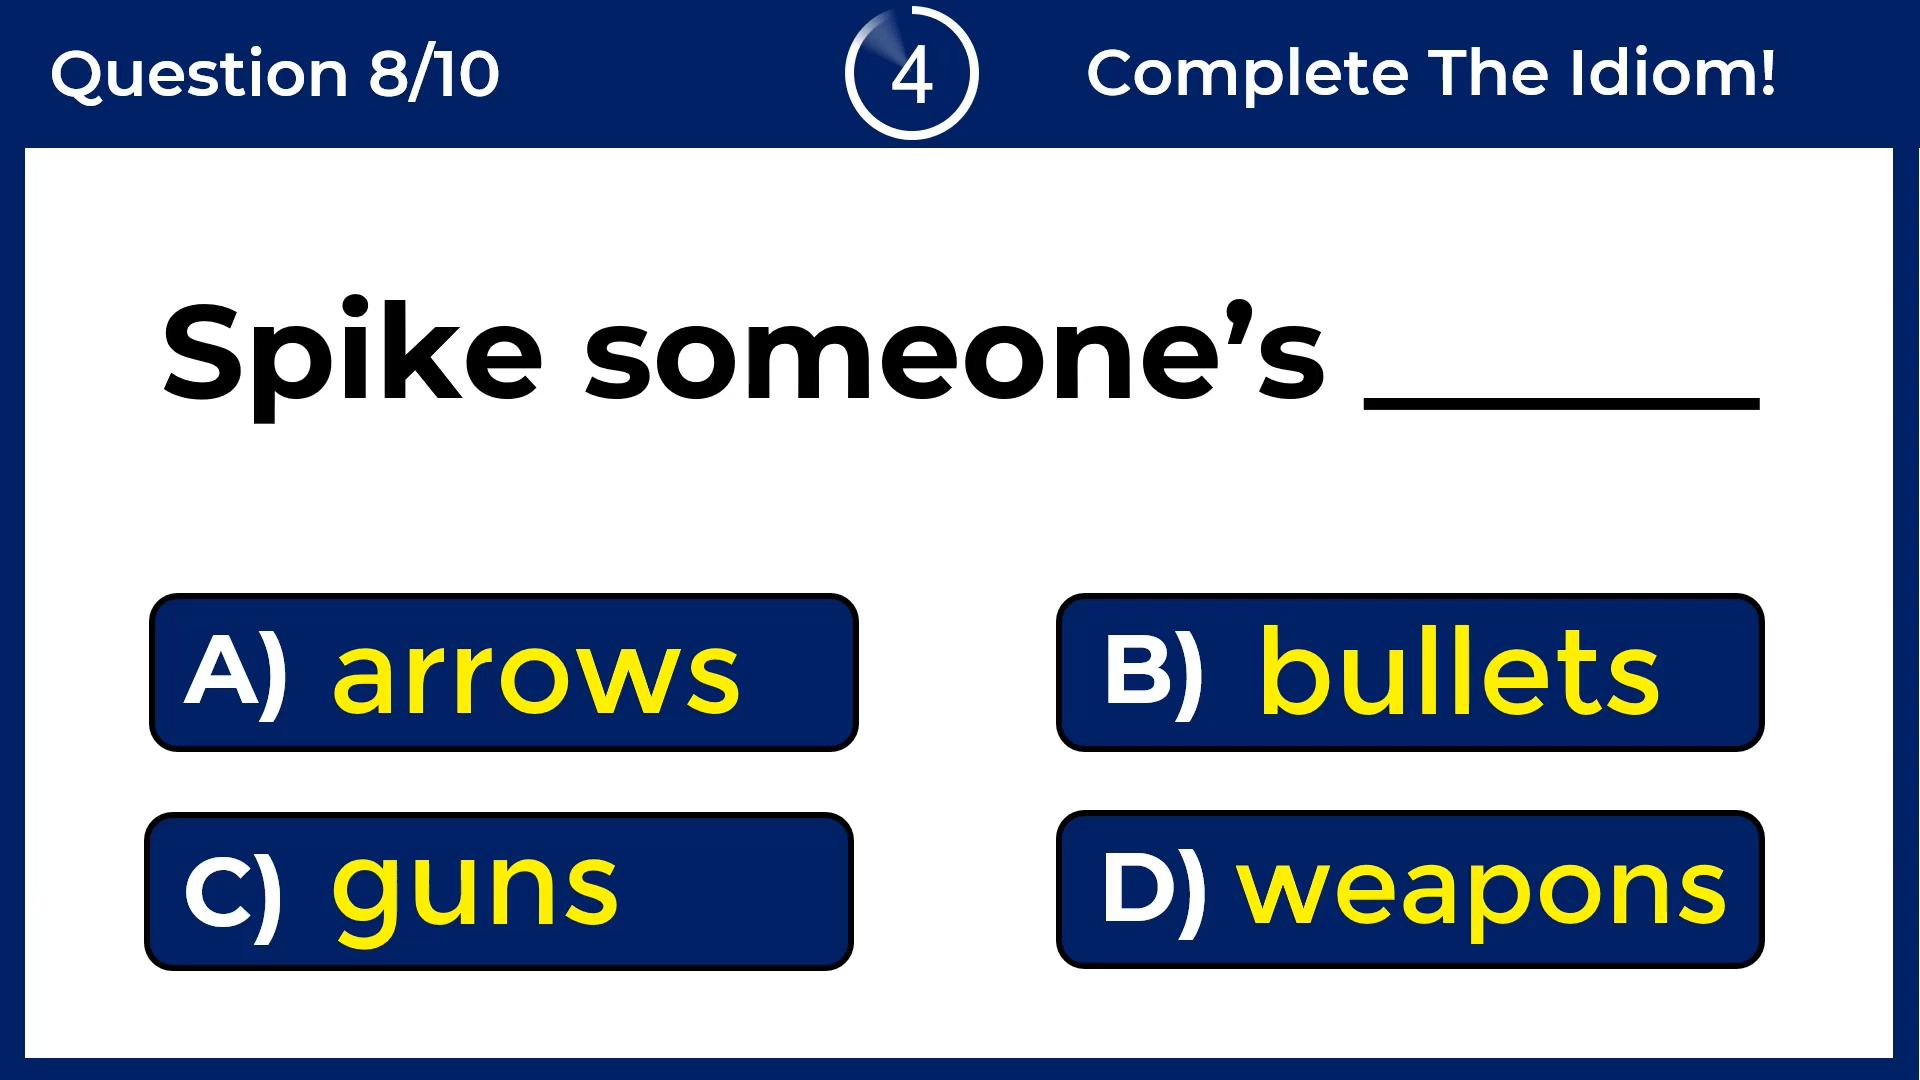 Question 8/10
4
Complete The Idiom!
Spike someone’s ______
A) arrows
B) bullets
C) guns
D) weapons